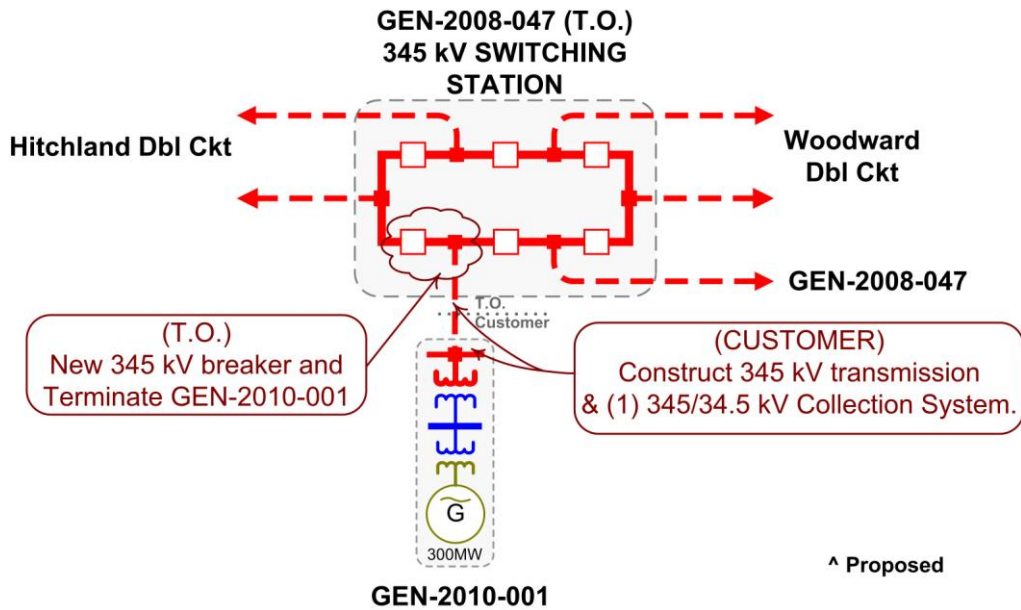 GEN-2008-047 (T.O.)
345 kV SWITCHING
STATION
Hitchland Dbl Ckt
Woodward
Dbl Ckt
GEN-2008-047
T.O.
Customer
(T.O.)
New 345 kV breaker and
Terminate GEN-2010-001
(CUSTOMER)
Construct 345 kV transmission
& (1) 345/34.5 kV Collection System.
G
300MW
^ Proposed
GEN-2010-001